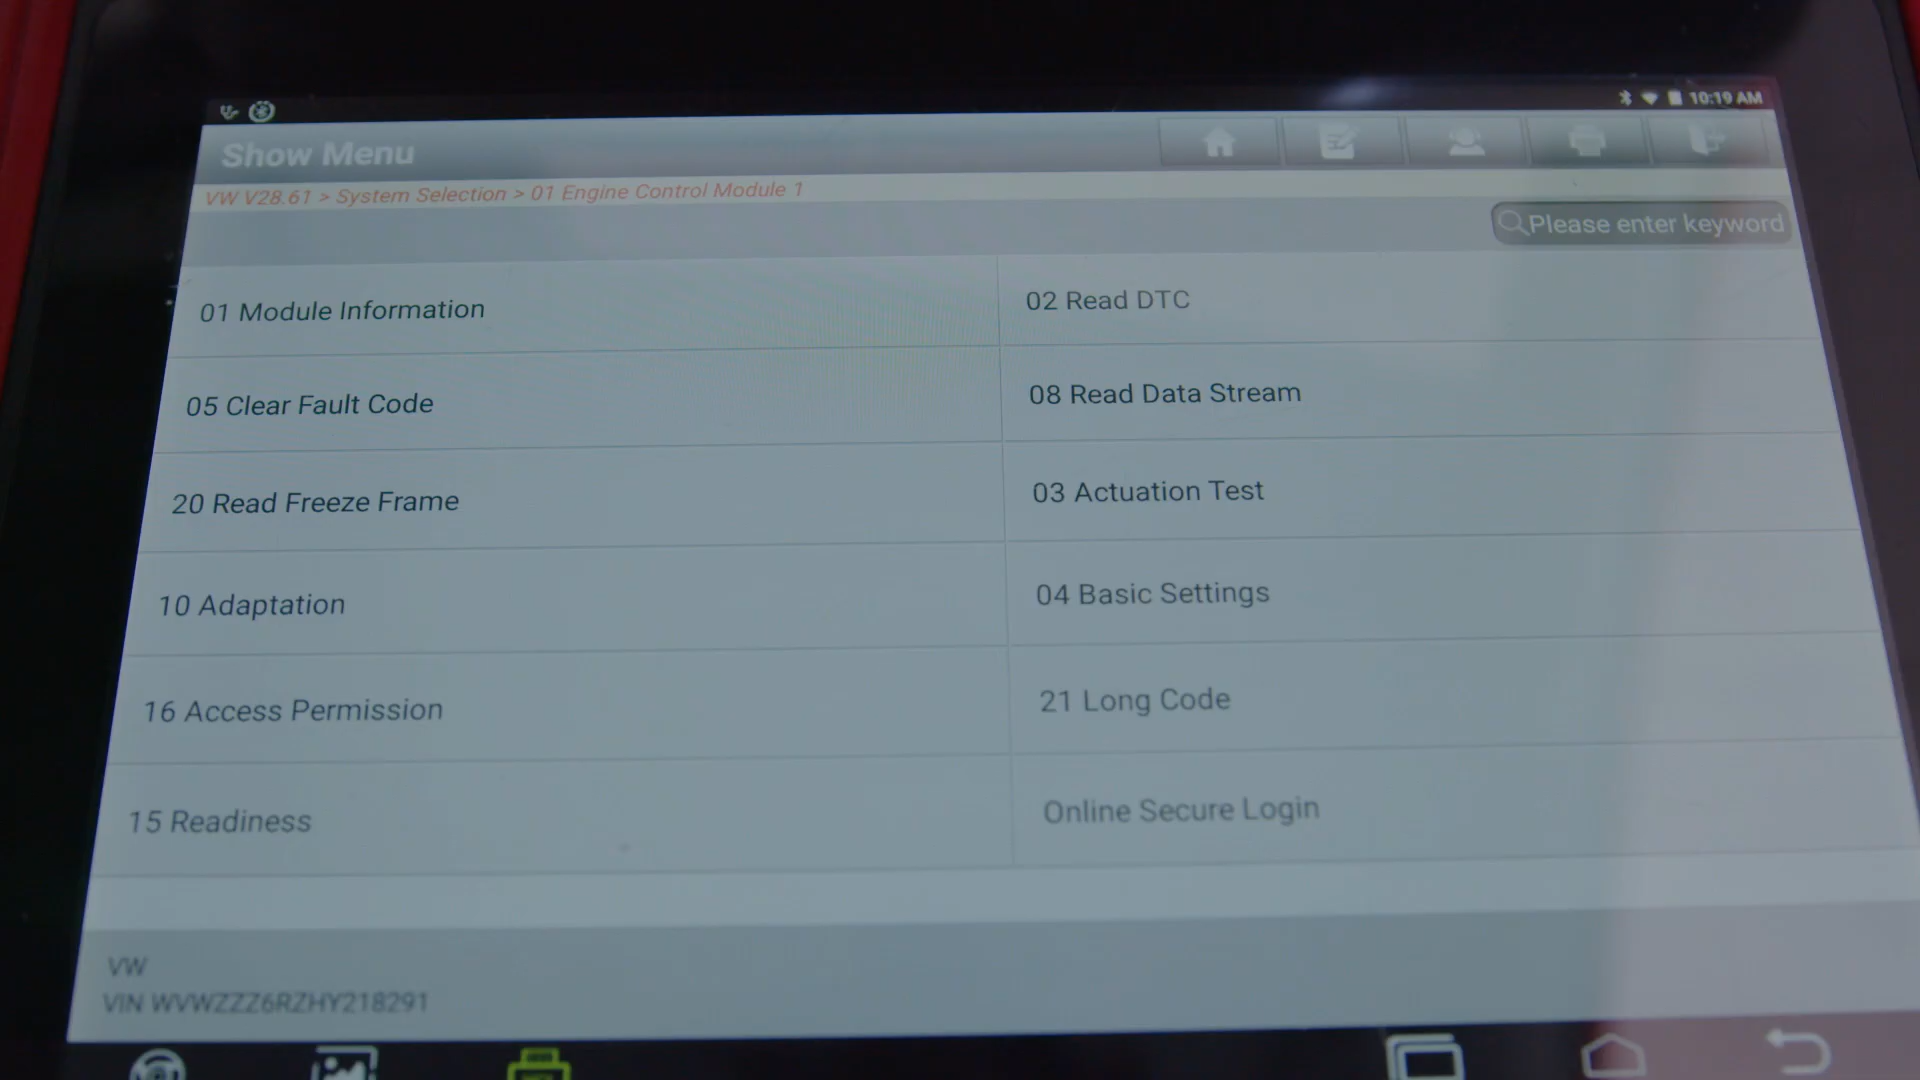 10:19 AM
Show Menu
VW V28.61 > System Selection > 01 Engine Control Module 1
Please enter keyword
01 Module Information
02 Read DTC
05 Clear Fault Code
08 Read Data Stream
20 Read Freeze Frame
03 Actuation Test
10 Adaptation
04 Basic Settings
16 Access Permission
21 Long Code
15 Readiness
Online Secure Login
VW
VIN WVWZZZ6RZHY218291